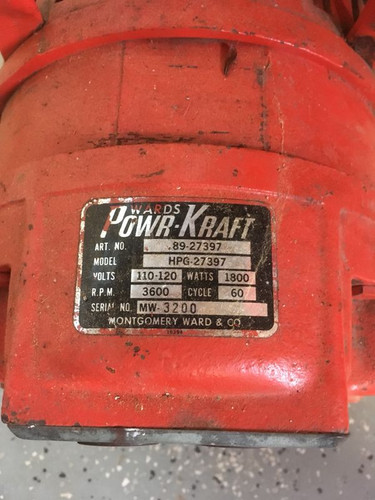 WARDS
POWR-KRAFT
ART. NO. .89-27397
MODEL HPG-27397
VOLTS 110-120 WATTS 1800
R.P.M. 3600 CYCLE 60
SERIAL NO. MW-3200
MONTGOMERY WARD & CO.